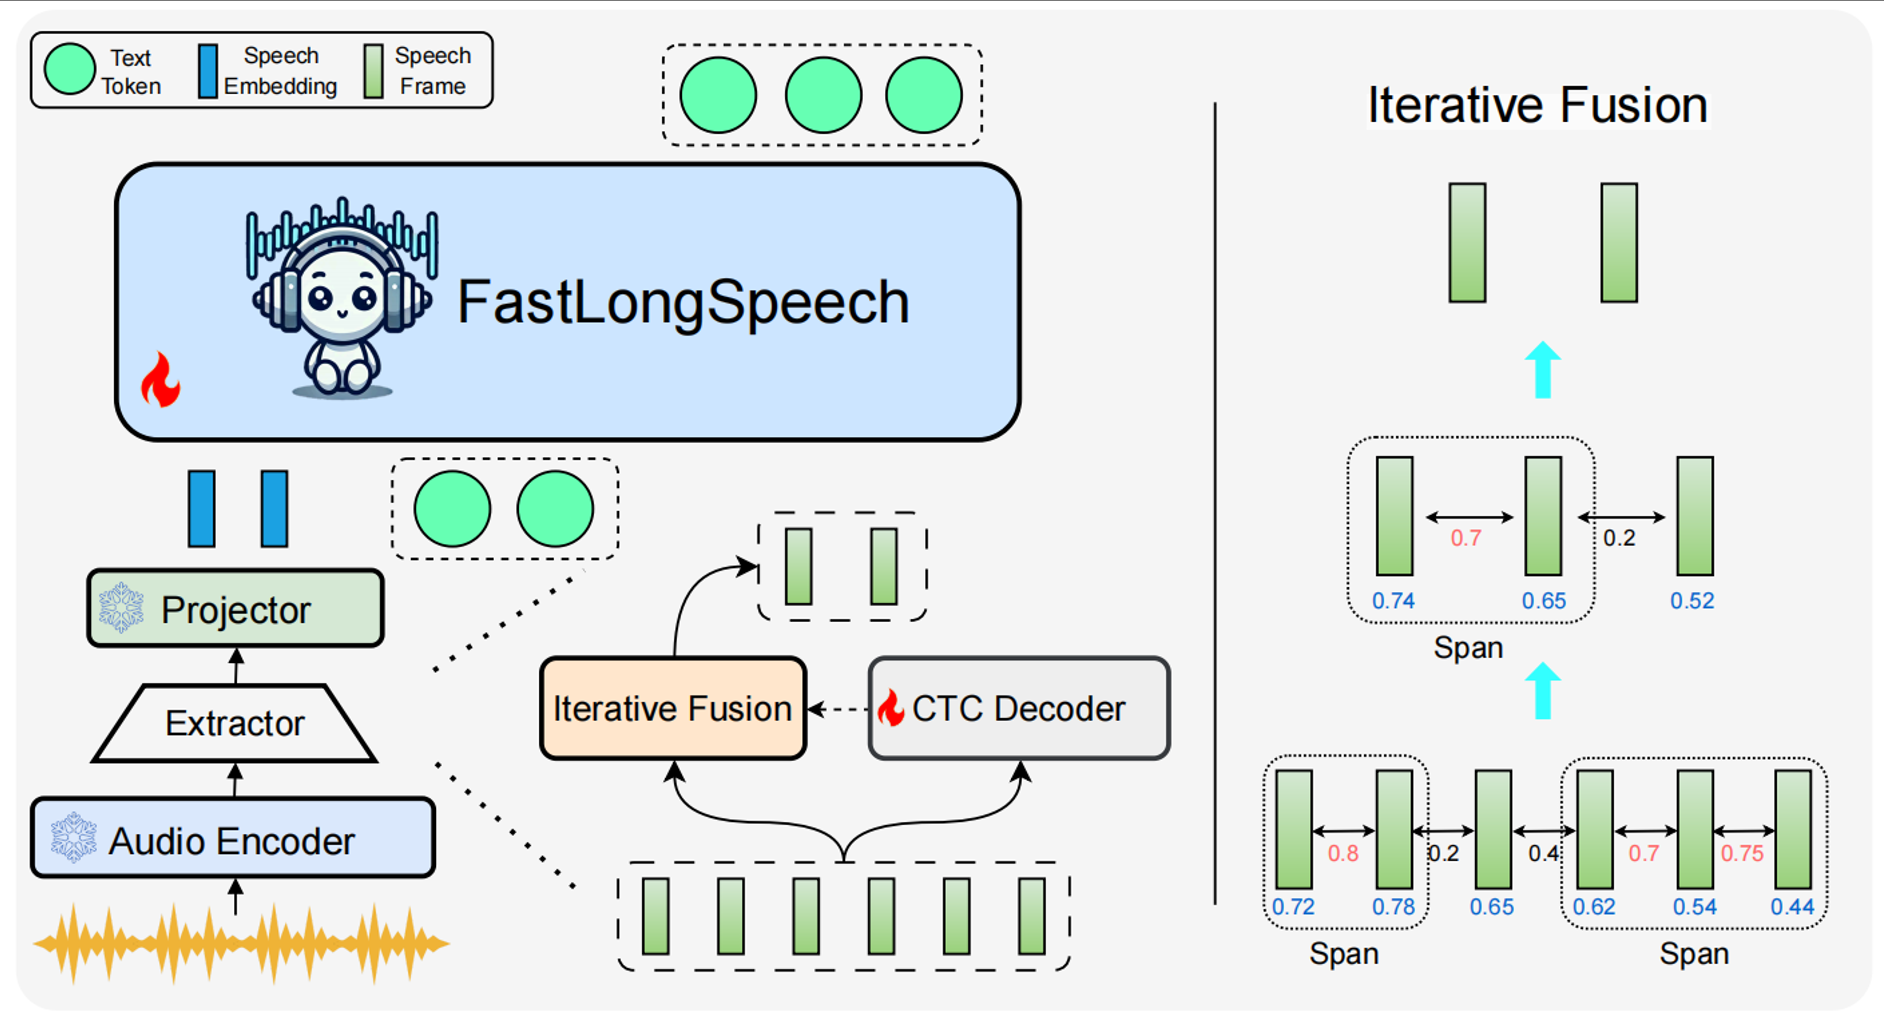 Text
Token
Speech
Embedding
Speech
Frame
FastLongSpeech
Projector
Extractor
Audio Encoder
Iterative Fusion
CTC Decoder
Iterative Fusion
0.7
0.2
0.74
0.65
0.52
Span
0.8
0.2
0.4
0.7
0.75
0.72
0.78
0.65
0.62
0.54
0.44
Span
Span